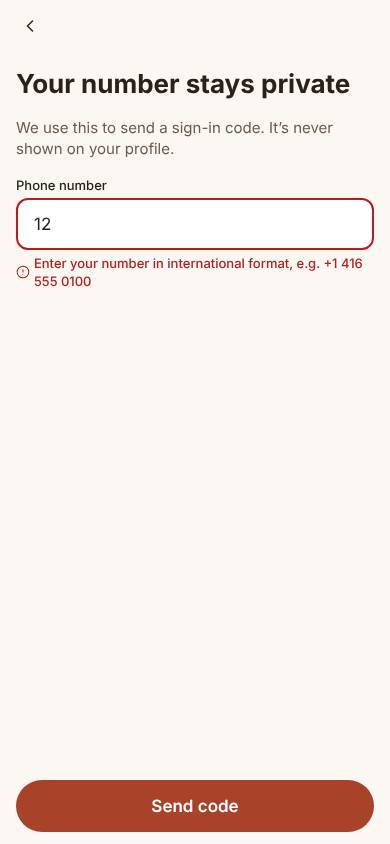 Your number stays private
We use this to send a sign-in code. It’s never
shown on your profile.
Phone number
12
Enter your number in international format, e.g. +1 416
555 0100
Send code